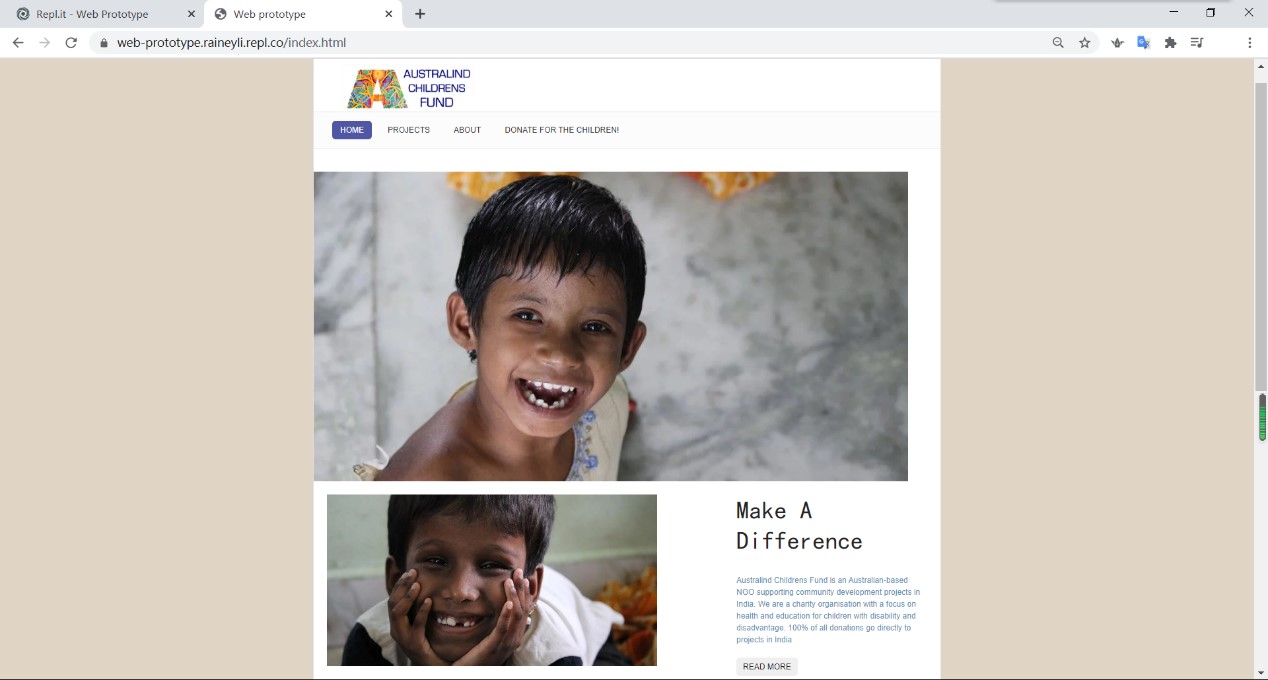 Repl.it - Web Prototype
Web prototype
web-prototype.raineyli.repl.co/index.html
AUSTRALIND
CHILDRENS
FUND
HOME PROJECTS ABOUT DONATE FOR THE CHILDREN!
Make A
Difference
Australind Childrens Fund is an Australian-based
NGO supporting community development projects in
India. We are a charity organisation with a focus on
health and education for children with disability and
disadvantage. 100% of all donations go directly to
projects in India
READ MORE